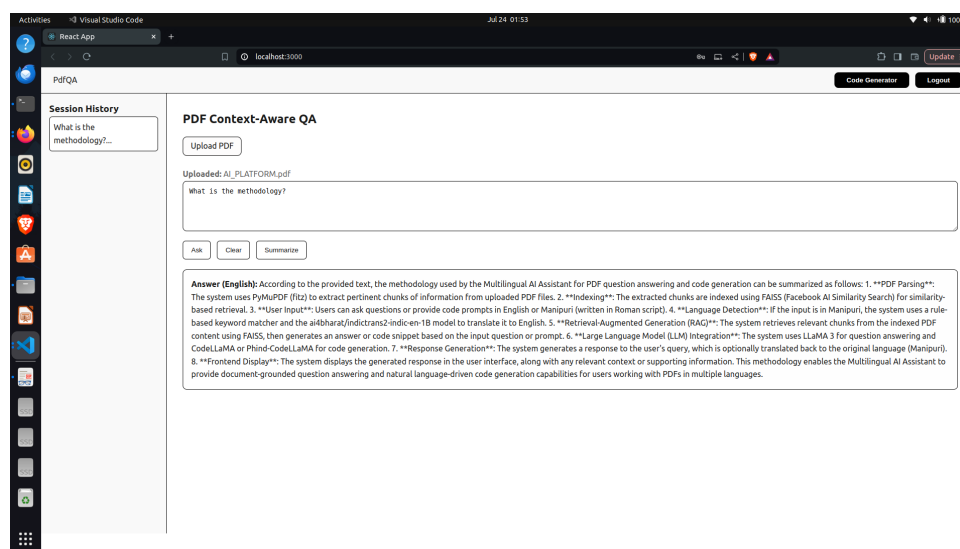 Activities Visual Studio Code Jul 24 01:53 100
React App × +
localhost:3000 Update
PdfQA Code Generator Logout
Session History
What is the
methodology?...
PDF Context-Aware QA
Upload PDF
Uploaded: AI_PLATFORM.pdf
What is the methodology?
Ask Clear Summarize
Answer (English): According to the provided text, the methodology used by the Multilingual AI Assistant for PDF question answering and code generation can be summarized as follows: 1. **PDF Parsing**:
The system uses PyMuPDF (fitz) to extract pertinent chunks of information from uploaded PDF files. 2. **Indexing**: The extracted chunks are indexed using FAISS (Facebook AI Similarity Search) for similarity-
based retrieval. 3. **User Input**: Users can ask questions or provide code prompts in English or Manipuri (written in Roman script). 4. **Language Detection**: If the input is in Manipuri, the system uses a rule-
based keyword matcher and the ai4bharat/indictrans2-indic-en-1B model to translate it to English. 5. **Retrieval-Augmented Generation (RAG)**: The system retrieves relevant chunks from the indexed PDF
content using FAISS, then generates an answer or code snippet based on the input question or prompt. 6. **Large Language Model (LLM) Integration**: The system uses LLaMA 3 for question answering and
CodeLLaMA or Phind-CodeLLaMA for code generation. 7. **Response Generation**: The system generates a response to the user's query, which is optionally translated back to the original language (Manipuri).
8. **Frontend Display**: The system displays the generated response in the user interface, along with any relevant context or supporting information. This methodology enables the Multilingual AI Assistant to
provide document-grounded question answering and natural language-driven code generation capabilities for users working with PDFs in multiple languages.